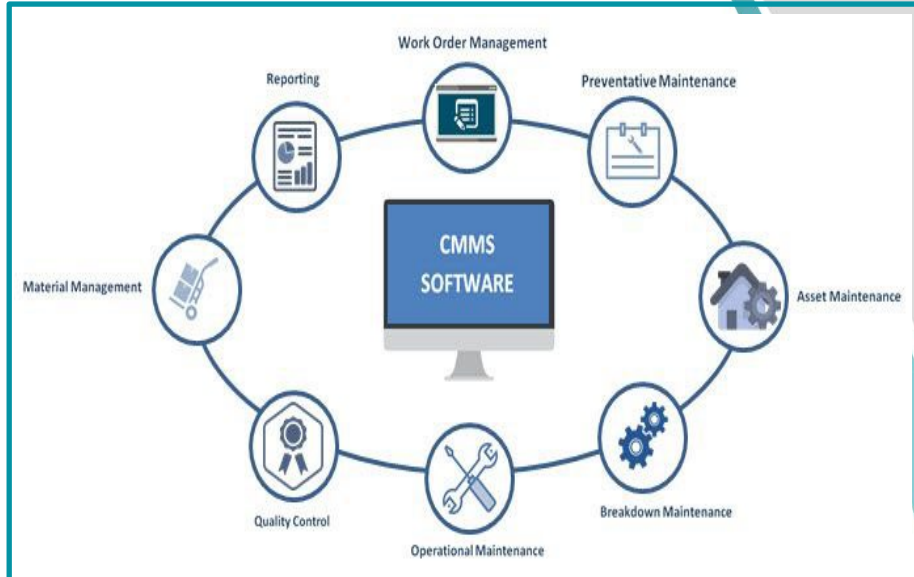 Work Order Management
Reporting
Preventative Maintenance
CMMS
SOFTWARE
Material Management
Asset Maintenance
Quality Control
Breakdown Maintenance
Operational Maintenance